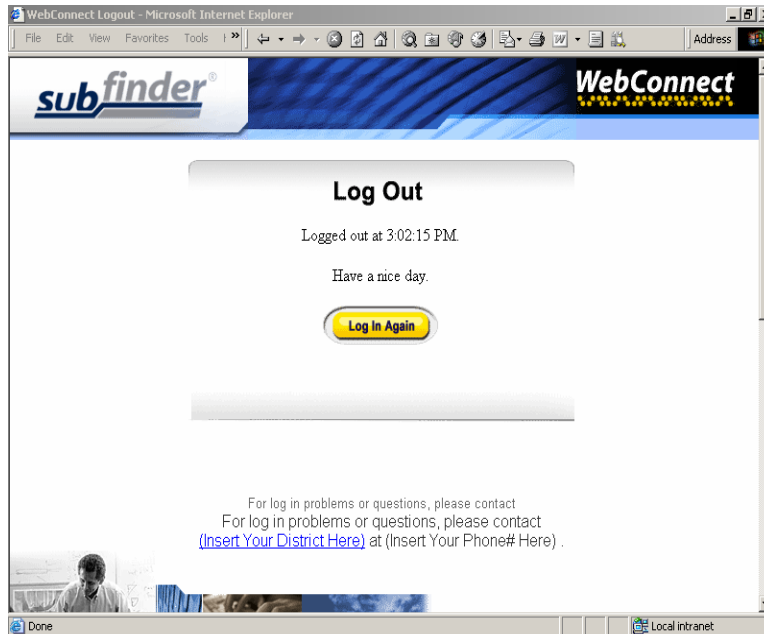 WebConnect Logout - Microsoft Internet Explorer
File Edit View Favorites Tools » Address
subfinder®
WebConnect
Log Out
Logged out at 3:02:15 PM.
Have a nice day.
Log In Again
For log in problems or questions, please contact
For log in problems or questions, please contact
(Insert Your District Here) at (Insert Your Phone# Here) .
Done Local intranet